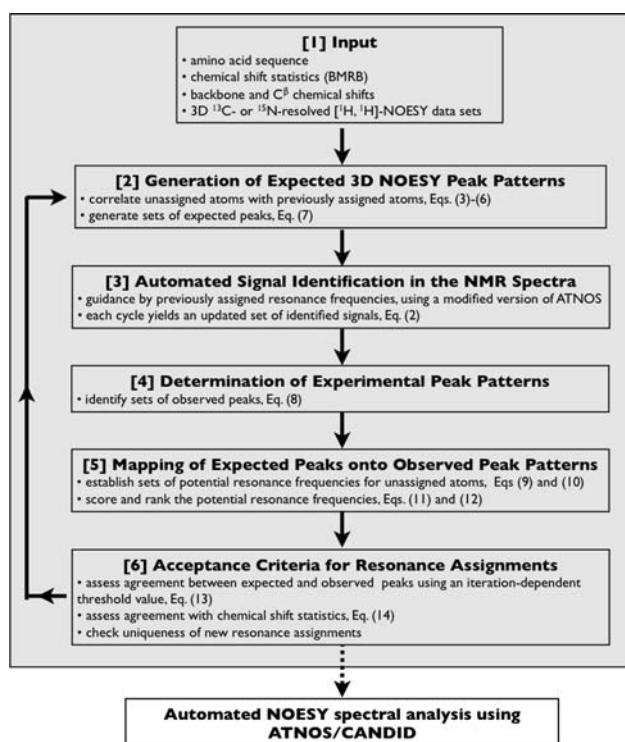 [1] Input
• amino acid sequence
• chemical shift statistics (BMRB)
• backbone and Cᵝ chemical shifts
• 3D ¹³C- or ¹⁵N-resolved [¹H, ¹H]-NOESY data sets
[2] Generation of Expected 3D NOESY Peak Patterns
• correlate unassigned atoms with previously assigned atoms, Eqs. (3)-(6)
• generate sets of expected peaks, Eq. (7)
[3] Automated Signal Identification in the NMR Spectra
• guidance by previously assigned resonance frequencies, using a modified version of ATNOS
• each cycle yields an updated set of identified signals, Eq. (2)
[4] Determination of Experimental Peak Patterns
• identify sets of observed peaks, Eq. (8)
[5] Mapping of Expected Peaks onto Observed Peak Patterns
• establish sets of potential resonance frequencies for unassigned atoms, Eqs (9) and (10)
• score and rank the potential resonance frequencies, Eqs. (11) and (12)
[6] Acceptance Criteria for Resonance Assignments
• assess agreement between expected and observed peaks using an iteration-dependent
threshold value, Eq. (13)
• assess agreement with chemical shift statistics, Eq. (14)
• check uniqueness of new resonance assignments
Automated NOESY spectral analysis using
ATNOS/CANDID